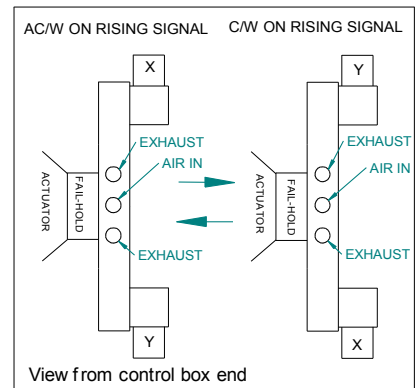 AC/W ON RISING SIGNAL
X
EXHAUST
AIR IN
ACTUATOR
FAIL-HOLD
EXHAUST
Y
C/W ON RISING SIGNAL
Y
EXHAUST
AIR IN
ACTUATOR
FAIL-HOLD
EXHAUST
X
View from control box end